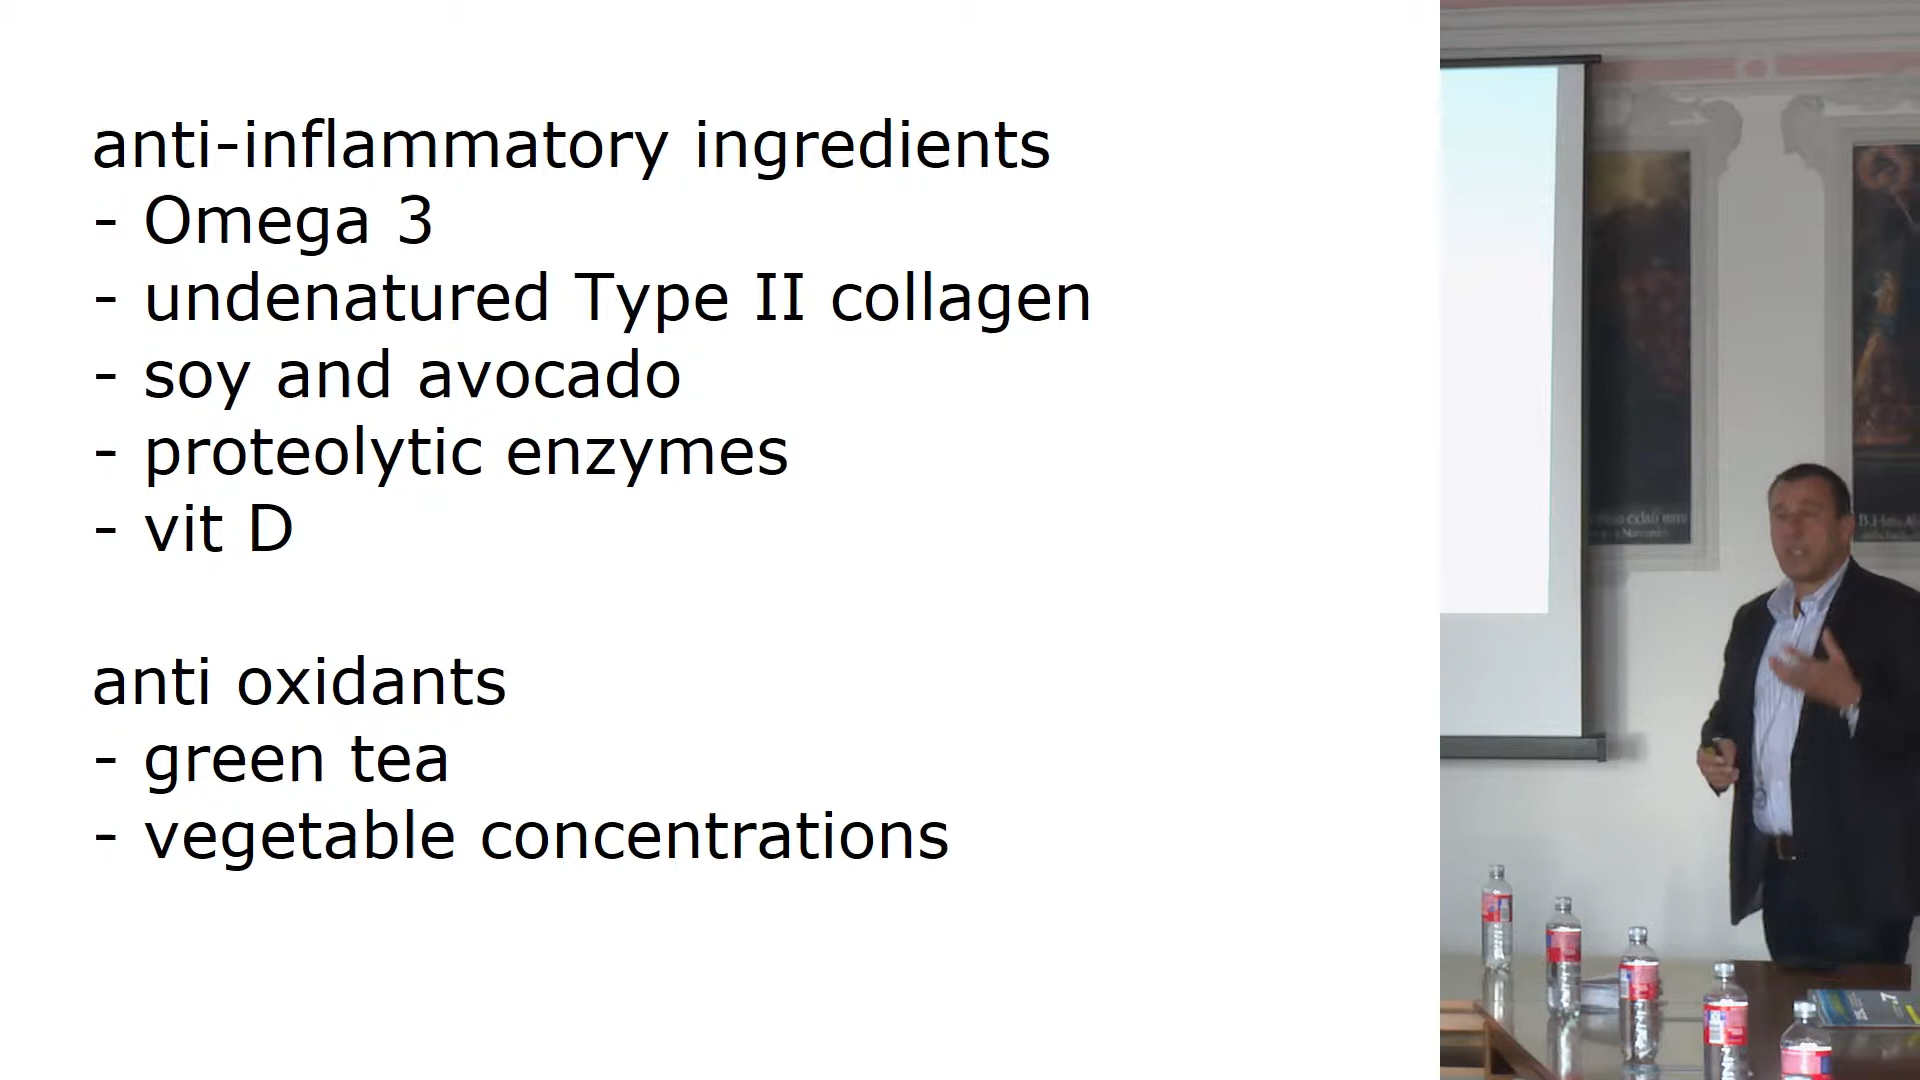 anti-inflammatory ingredients
- Omega 3
- undenatured Type II collagen
- soy and avocado
- proteolytic enzymes
- vit D
anti oxidants
- green tea
- vegetable concentrations